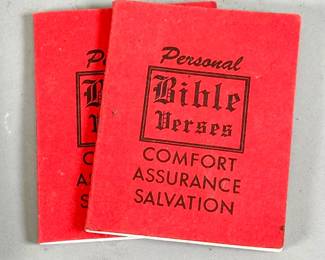 Personal
Bible
Verses
COMFORT
ASSURANCE
SALVATION
P
B
V
C
A
S